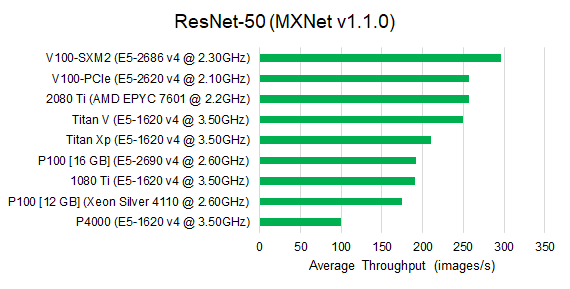 ResNet-50 (MXNet v1.1.0)
V100-SXM2 (E5-2686 v4 @ 2.30GHz)
V100-PCIe (E5-2620 v4 @ 2.10GHz)
2080 Ti (AMD EPYC 7601 @ 2.2GHz)
Titan V (E5-1620 v4 @ 3.50GHz)
Titan Xp (E5-1620 v4 @ 3.50GHz)
P100 [16 GB] (E5-2690 v4 @ 2.60GHz)
1080 Ti (E5-1620 v4 @ 3.50GHz)
P100 [12 GB] (Xeon Silver 4110 @ 2.60GHz)
P4000 (E5-1620 v4 @ 3.50GHz)
0 50 100 150 200 250 300 350
Average Throughput (images/s)